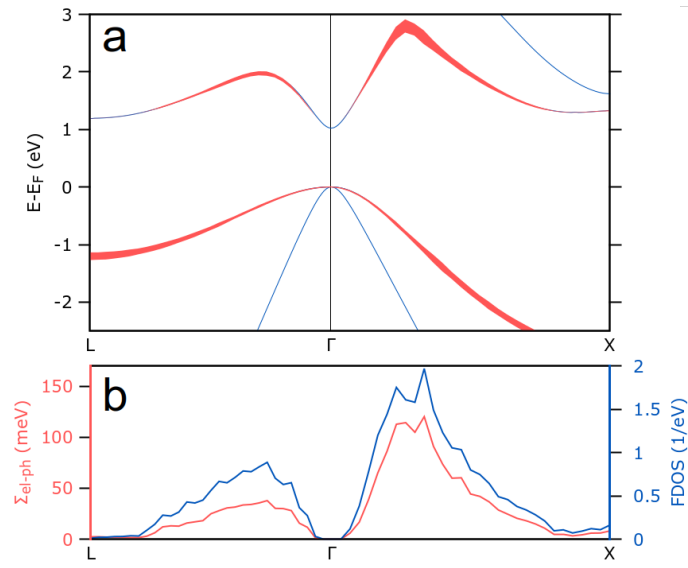 a
3
2
1
0
-1
-2
E-E_F (eV)
L
Γ
X
b
150
100
50
0
Σ_el-ph (meV)
2
1.5
1
0.5
0
FDOS (1/eV)
L
Γ
X